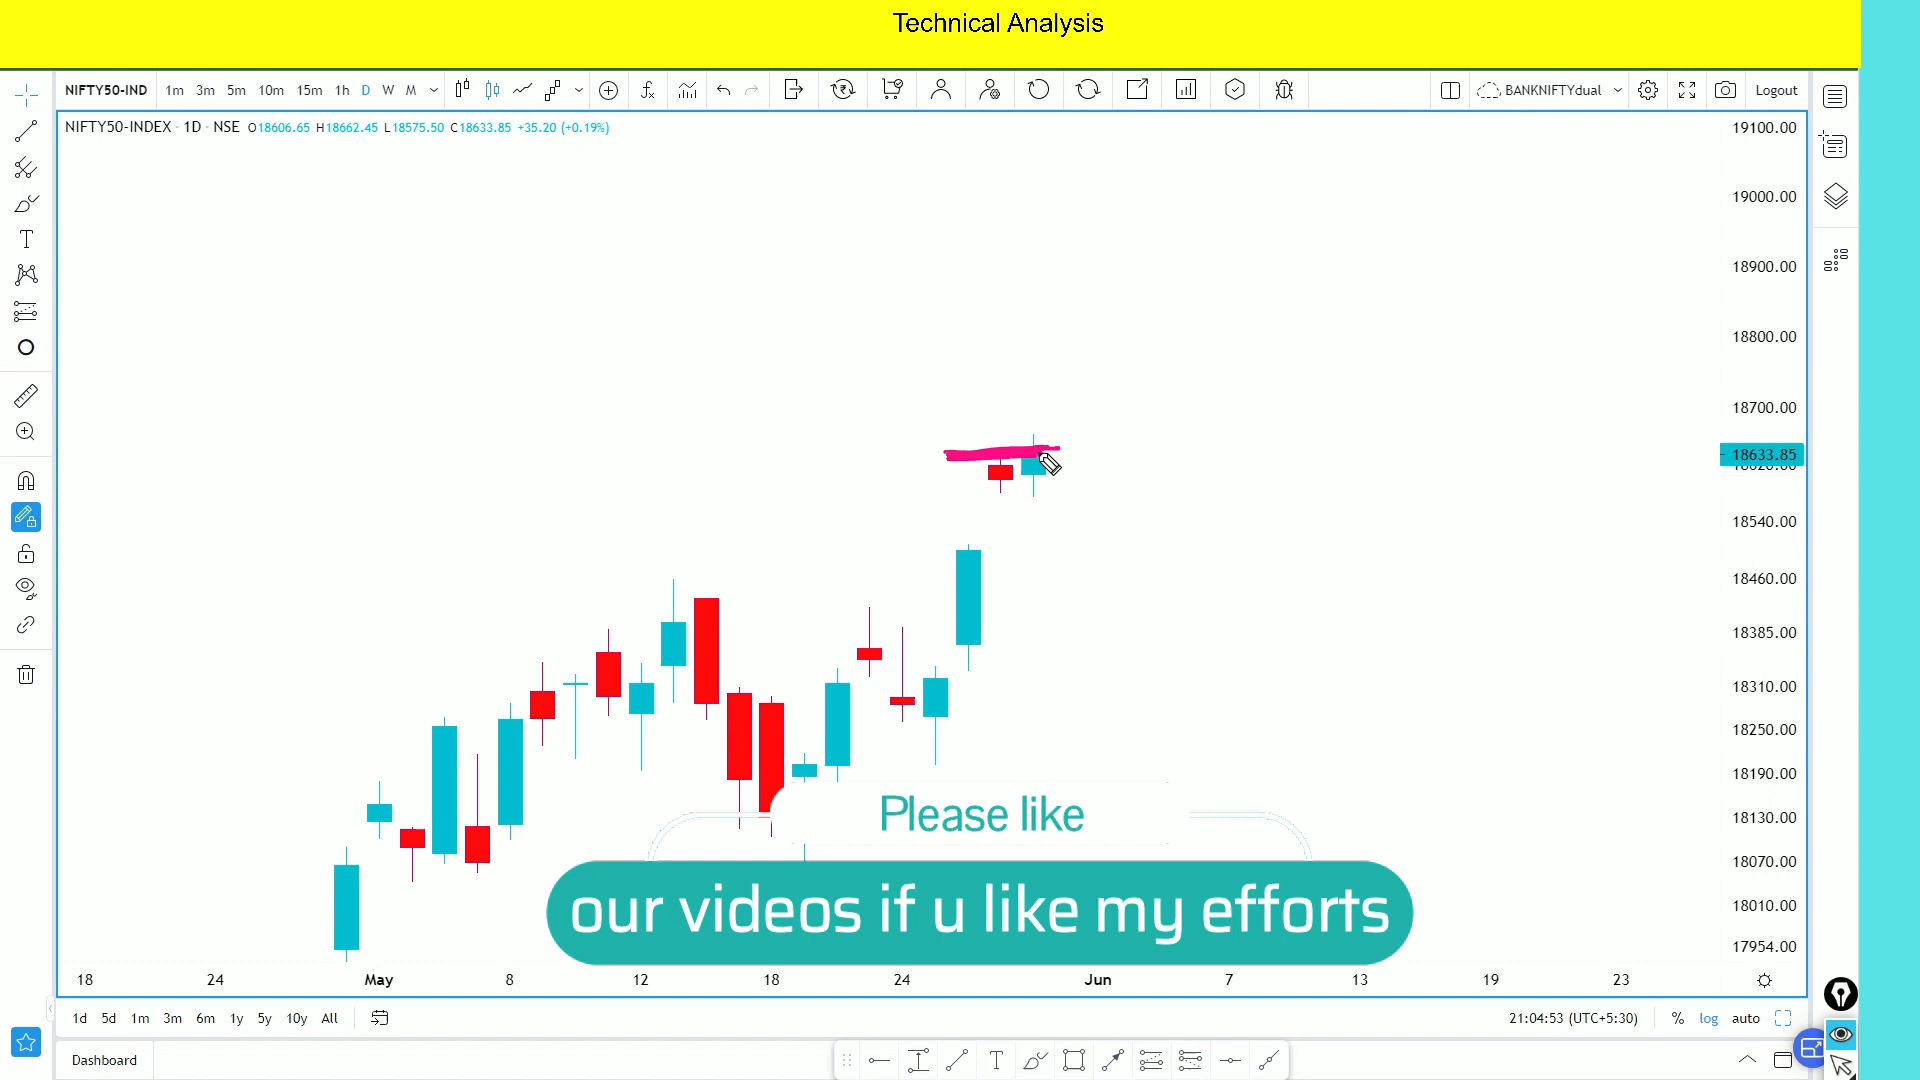 Technical Analysis
NIFTY50-IND 1m 3m 5m 10m 15m 1h D W M BANKNIFTYdual Logout
NIFTY50-INDEX · 1D · NSE O18606.65 H18662.45 L18575.50 C18633.85 +35.20 (+0.19%)
19100.00
19000.00
18900.00
18800.00
18700.00
18633.85
18540.00
18460.00
18385.00
18310.00
18250.00
18190.00
18130.00
18070.00
18010.00
17954.00
Please like
our videos if u like my efforts
18 24 May 8 12 18 24 Jun 7 13 19 23
1d 5d 1m 3m 6m 1y 5y 10y All 21:04:53 (UTC+5:30) % log auto
Dashboard